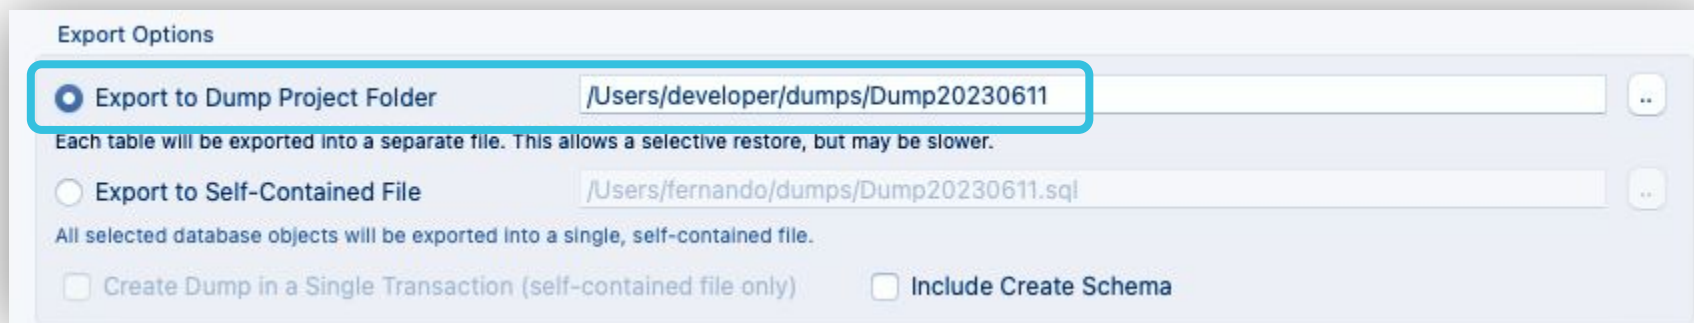 Export Options
Export to Dump Project Folder /Users/developer/dumps/Dump20230611 ..
Each table will be exported into a separate file. This allows a selective restore, but may be slower.
Export to Self-Contained File /Users/fernando/dumps/Dump20230611.sql ..
All selected database objects will be exported into a single, self-contained file.
Create Dump in a Single Transaction (self-contained file only) Include Create Schema